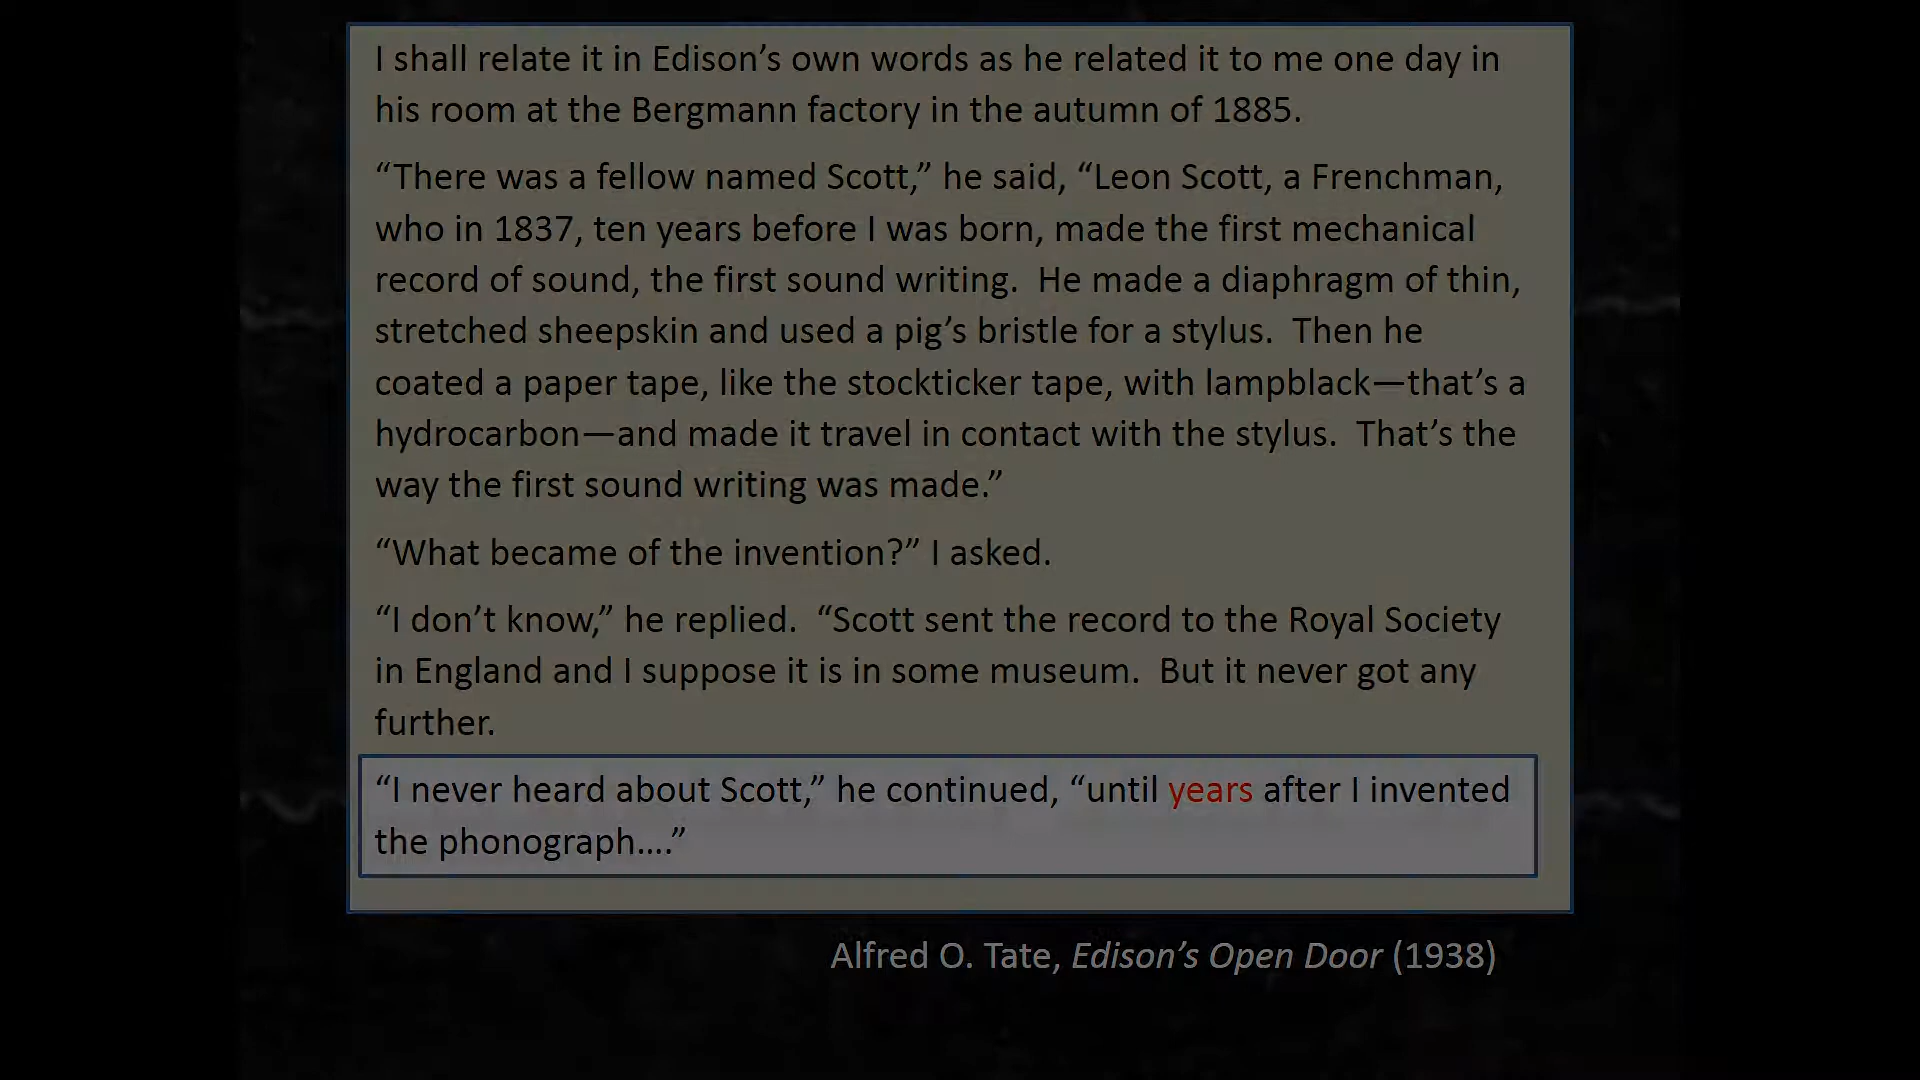 I shall relate it in Edison’s own words as he related it to me one day in
his room at the Bergmann factory in the autumn of 1885.
“There was a fellow named Scott,” he said, “Leon Scott, a Frenchman,
who in 1837, ten years before I was born, made the first mechanical
record of sound, the first sound writing.  He made a diaphragm of thin,
stretched sheepskin and used a pig’s bristle for a stylus.  Then he
coated a paper tape, like the stockticker tape, with lampblack—that’s a
hydrocarbon—and made it travel in contact with the stylus.  That’s the
way the first sound writing was made.”
“What became of the invention?” I asked.
“I don’t know,” he replied.  “Scott sent the record to the Royal Society
in England and I suppose it is in some museum.  But it never got any
further.
“I never heard about Scott,” he continued, “until years after I invented
the phonograph....”
Alfred O. Tate, Edison’s Open Door (1938)